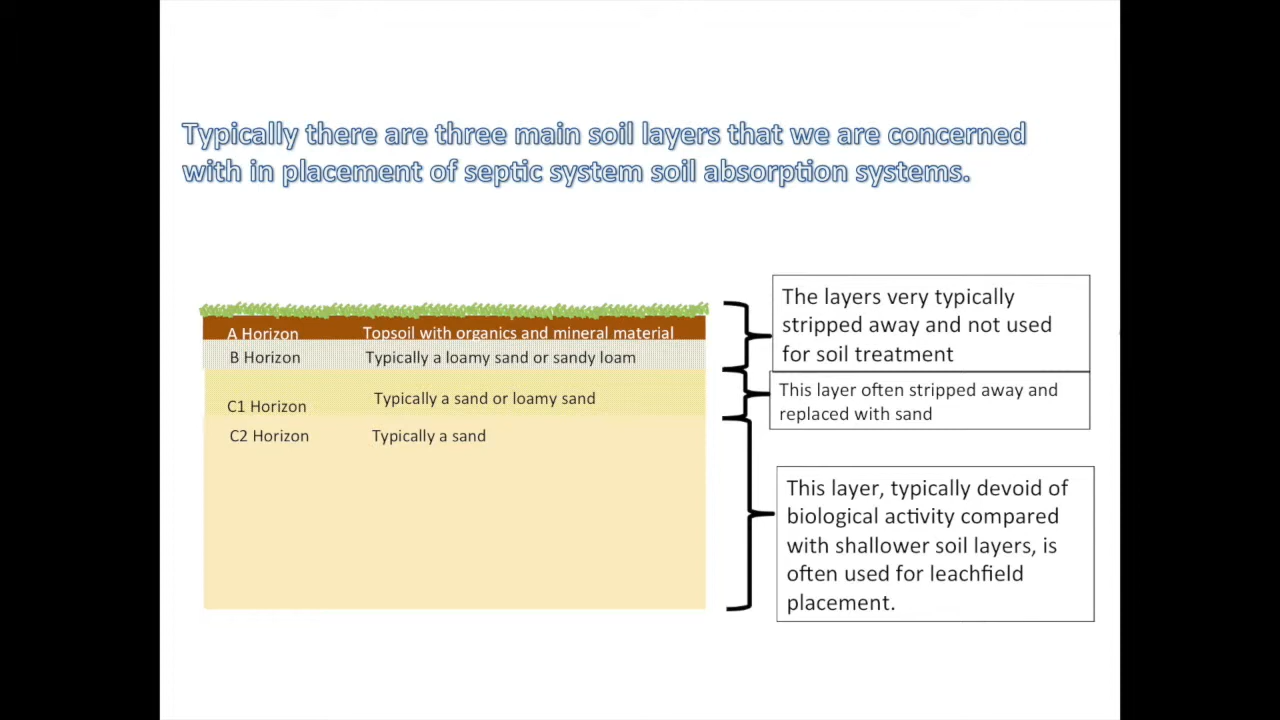 Typically there are three main soil layers that we are concerned
with in placement of septic system soil absorption systems.
A Horizon Topsoil with organics and mineral material
B Horizon Typically a loamy sand or sandy loam
C1 Horizon Typically a sand or loamy sand
C2 Horizon Typically a sand
The layers very typically
stripped away and not used
for soil treatment
This layer often stripped away and
replaced with sand
This layer, typically devoid of
biological activity compared
with shallower soil layers, is
often used for leachfield
placement.